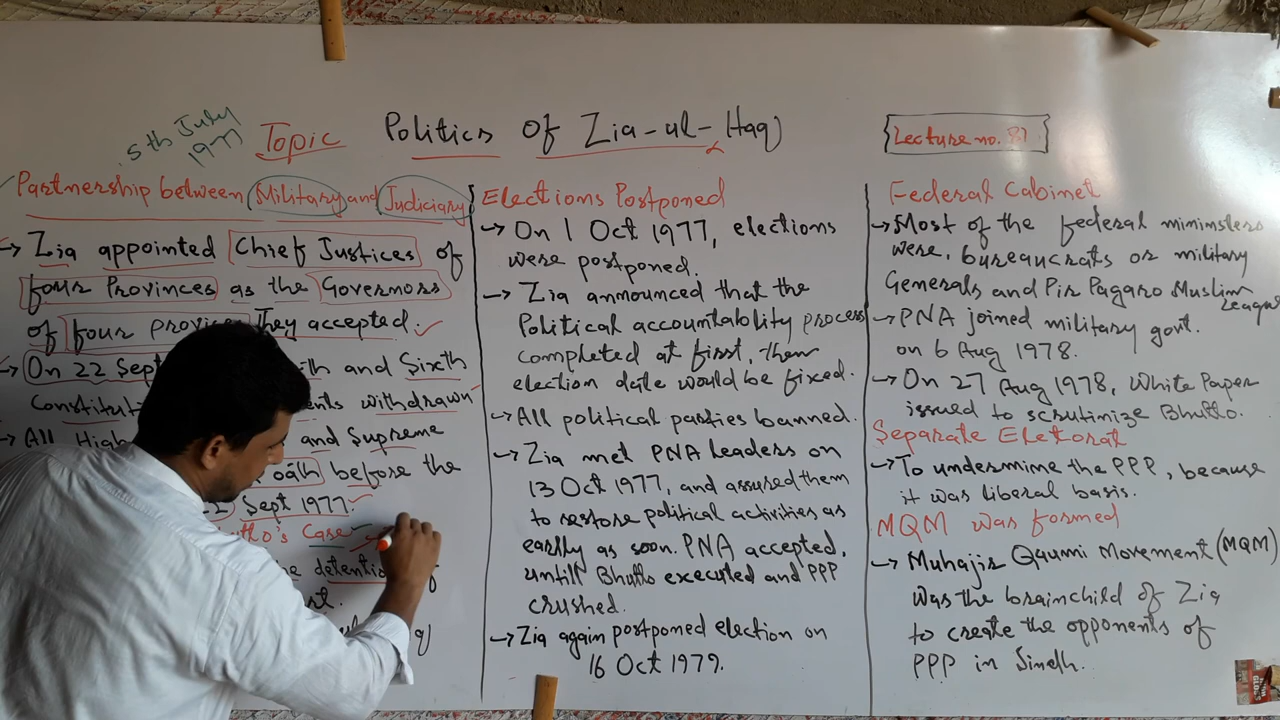 5th July
1977
Topic
Politics of Zia-ul-Haq
Lecture no. 81
Partnership between Military and Judiciary
→ Zia appointed Chief Justices of
four Provinces as the Governors
of four provinces They accepted.
→ On 22 Sept and Sixth
withdrawn
→ All High and Supreme
Oath before the
22 Sept 1977.
Case
detention
Elections Postponed
→ On 1 Oct 1977, elections
were postponed.
→ Zia announced that the
Political accountability process
completed at first, then
election date would be fixed.
→ All political parties banned.
→ Zia met PNA leaders on
13 Oct 1977, and assured them
to restore political activities as
earlly as soon. PNA accepted,
untill Bhutto executed and PPP
crushed.
→ Zia again postponed election on
16 Oct 1979.
Federal Cabinet
→ Most of the federal miminsters
were, bureaucrats or military
Generals and Pir Pagaro Muslim
League
→ PNA joined military govt.
on 6 Aug 1978.
→ On 27 Aug 1978, White Paper
issued to scrutinize Bhutto.
Separate Electorat
→ To undermine the PPP, because
it was liberal basis.
MQM was formed
→ Muhajir Qaumi Movement (MQM)
was the brainchild of Zia
to create the opponents of
PPP in Sindh.